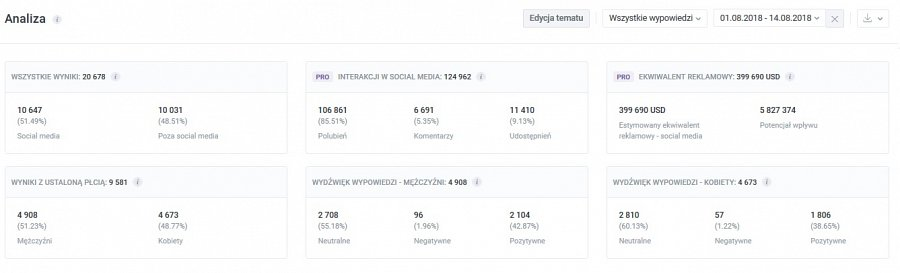 Analiza i
Edycja tematu Wszystkie wypowiedzi 01.08.2018 - 14.08.2018
WSZYSTKIE WYNIKI: 20 678 i
10 647 10 031
(51.49%) (48.51%)
Social media Poza social media
PRO INTERAKCJI W SOCIAL MEDIA: 124 962 i
106 861 6 691 11 410
(85.51%) (5.35%) (9.13%)
Polubień Komentarzy Udostępnień
PRO EKWIWALENT REKLAMOWY: 399 690 USD i
399 690 USD 5 827 374
Estymowany ekwiwalent Potencjał wpływu
reklamowy - social media
WYNIKI Z USTALONĄ PŁCIĄ: 9 581 i
4 908 4 673
(51.23%) (48.77%)
Mężczyźni Kobiety
WYDŹWIĘK WYPOWIEDZI - MĘŻCZYŹNI: 4 908 i
2 708 96 2 104
(55.18%) (1.96%) (42.87%)
Neutralne Negatywne Pozytywne
WYDŹWIĘK WYPOWIEDZI - KOBIETY: 4 673 i
2 810 57 1 806
(60.13%) (1.22%) (38.65%)
Neutralne Negatywne Pozytywne